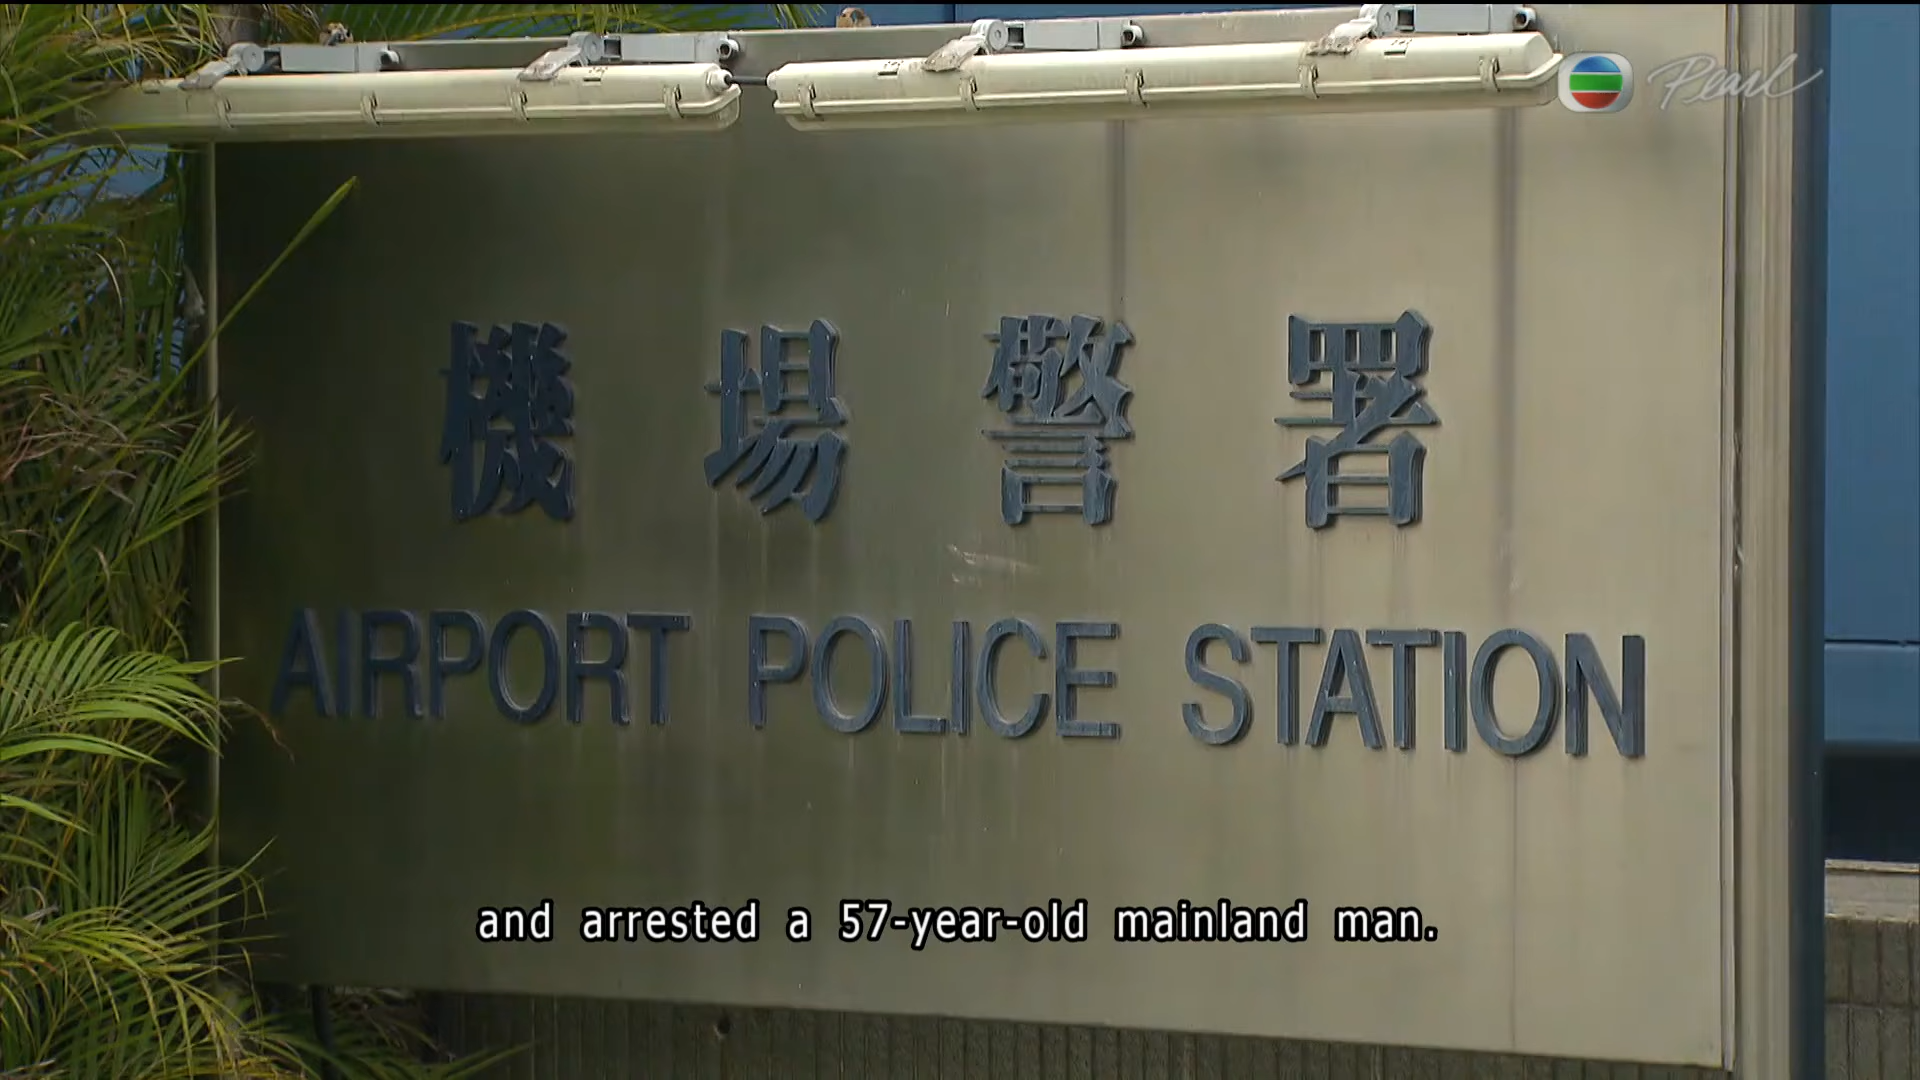 Pearl
機場警署
AIRPORT POLICE STATION
and arrested a 57-year-old mainland man.